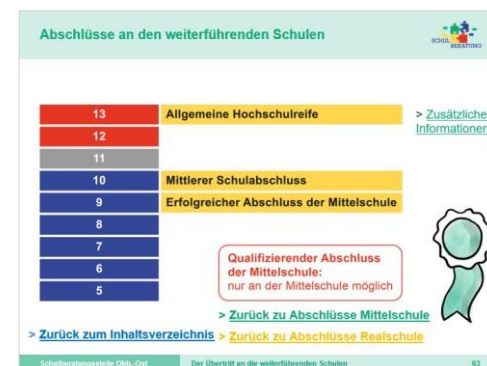 Abschlüsse an den weiterführenden Schulen
SCHUL
BERATUNG
13
Allgemeine Hochschulreife
> Zusätzliche
Informationen
12
11
10
Mittlerer Schulabschluss
9
Erfolgreicher Abschluss der Mittelschule
8
7
6
5
Qualifizierender Abschluss
der Mittelschule:
nur an der Mittelschule möglich
> Zurück zu Abschlüsse Mittelschule
> Zurück zum Inhaltsverzeichnis
> Zurück zu Abschlüsse Realschule
Schulberatungsstelle Obb.-Ost
Der Übertritt an die weiterführenden Schulen
63